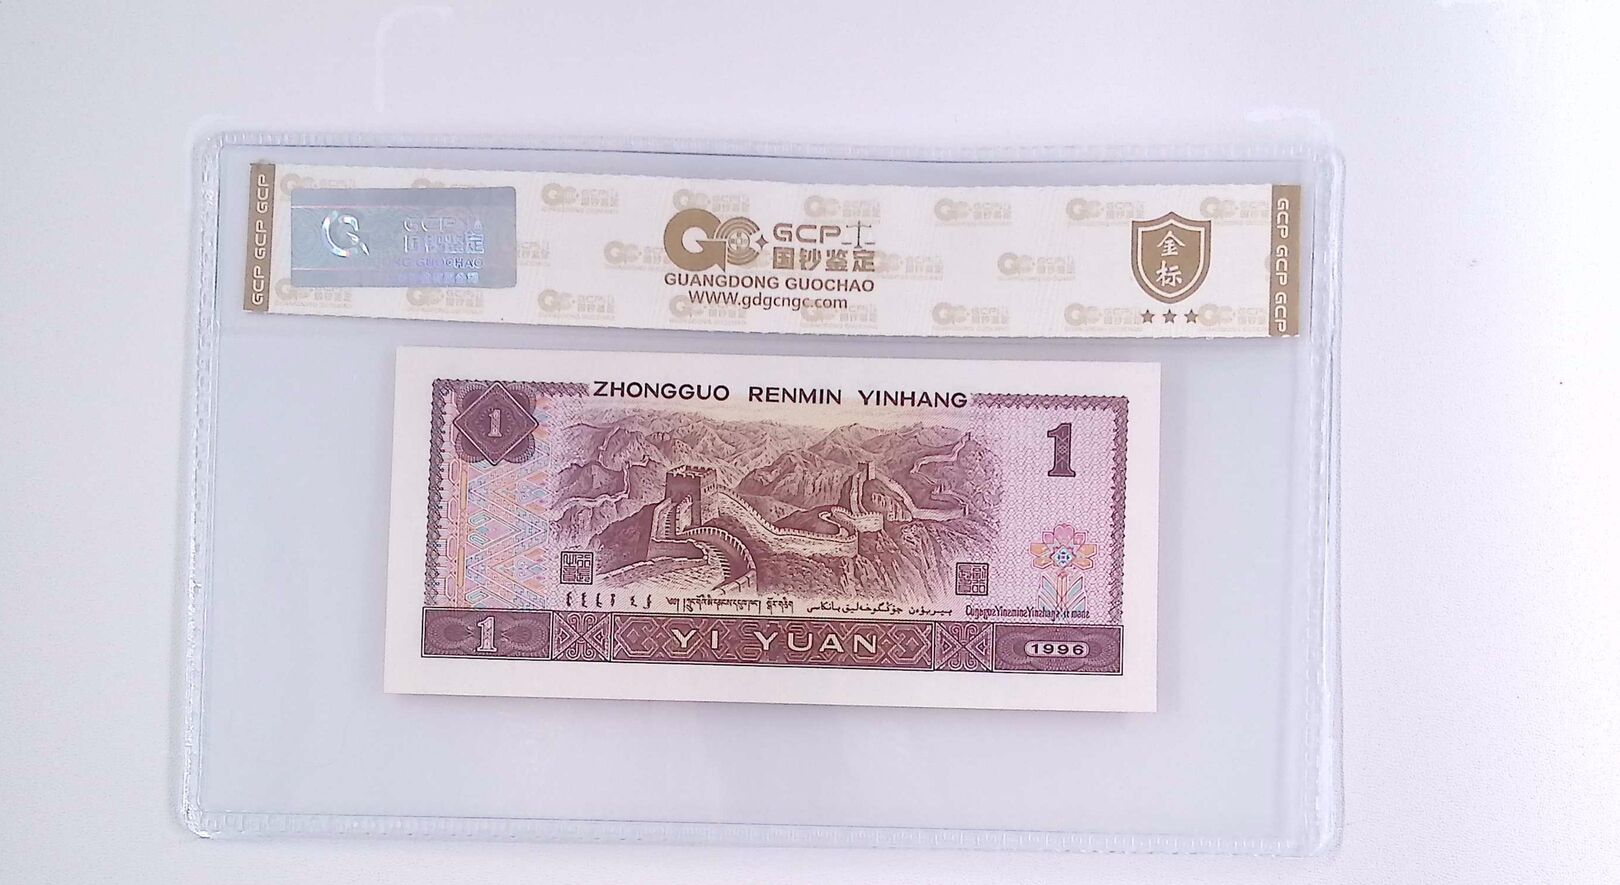 GCP GCP GCP
GCP
国钞鉴定
GUOCHAO
GCP
国钞鉴定
GUANGDONG GUOCHAO
WWW.gdgcngc.com
金标
★★★
GCP GCP GCP
ZHONGGUO RENMIN YINHANG
1
1
1
YI YUAN
1996